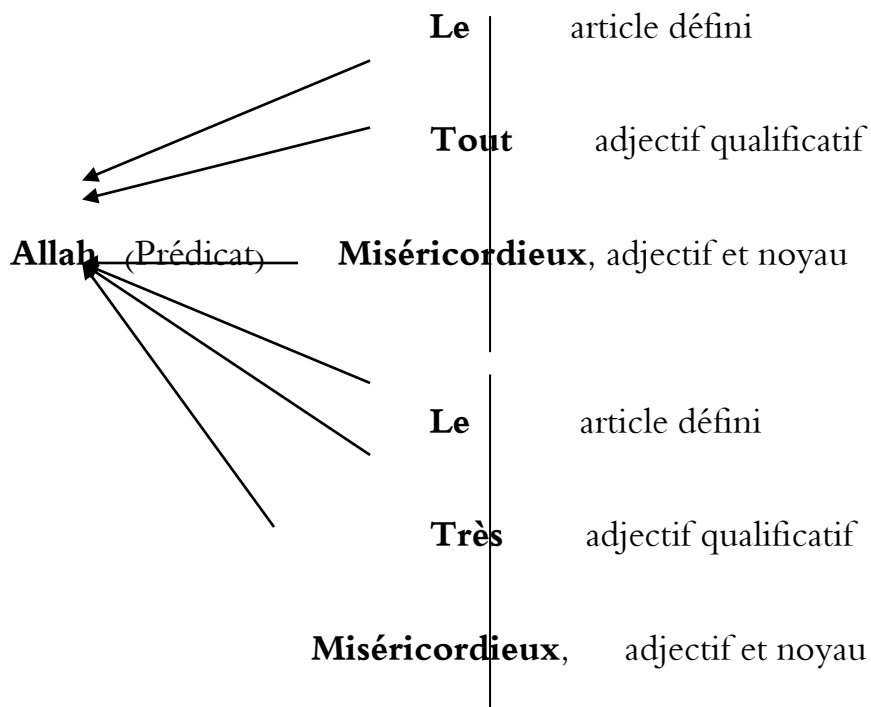 Le article défini
Tout adjectif qualificatif
Allah (Prédicat) Miséricordieux, adjectif et noyau
Le article défini
Très adjectif qualificatif
Miséricordieux, adjectif et noyau